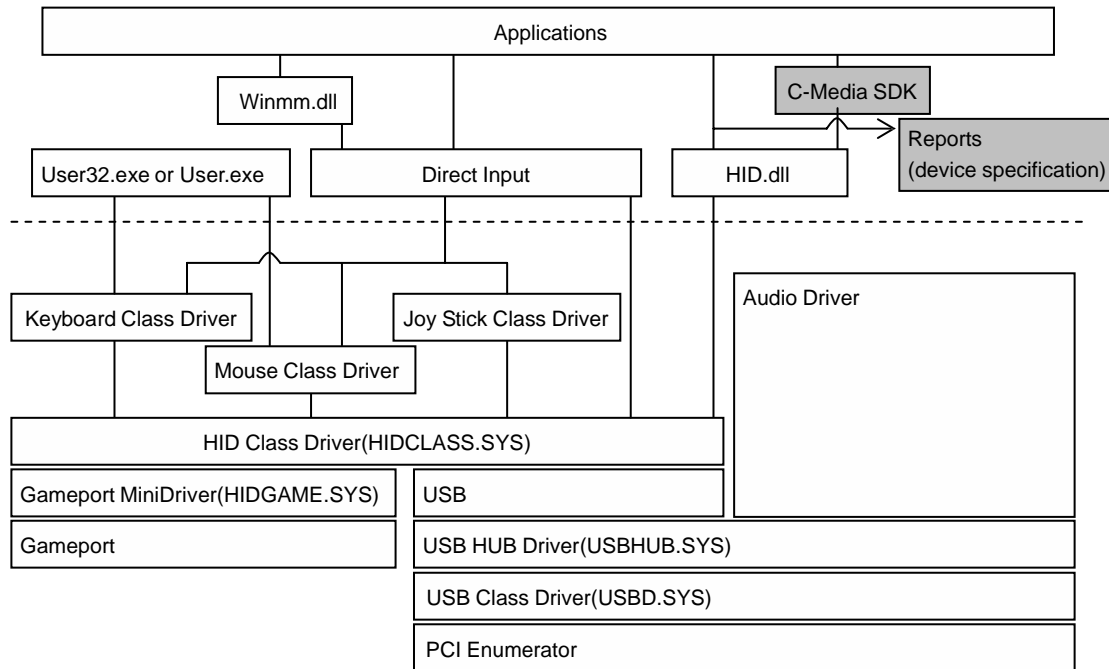 Applications
Winmm.dll
C-Media SDK
Reports
(device specification)
User32.exe or User.exe
Direct Input
HID.dll
Audio Driver
Keyboard Class Driver
Joy Stick Class Driver
Mouse Class Driver
HID Class Driver(HIDCLASS.SYS)
Gameport MiniDriver(HIDGAME.SYS)
USB
Gameport
USB HUB Driver(USBHUB.SYS)
USB Class Driver(USBD.SYS)
PCI Enumerator